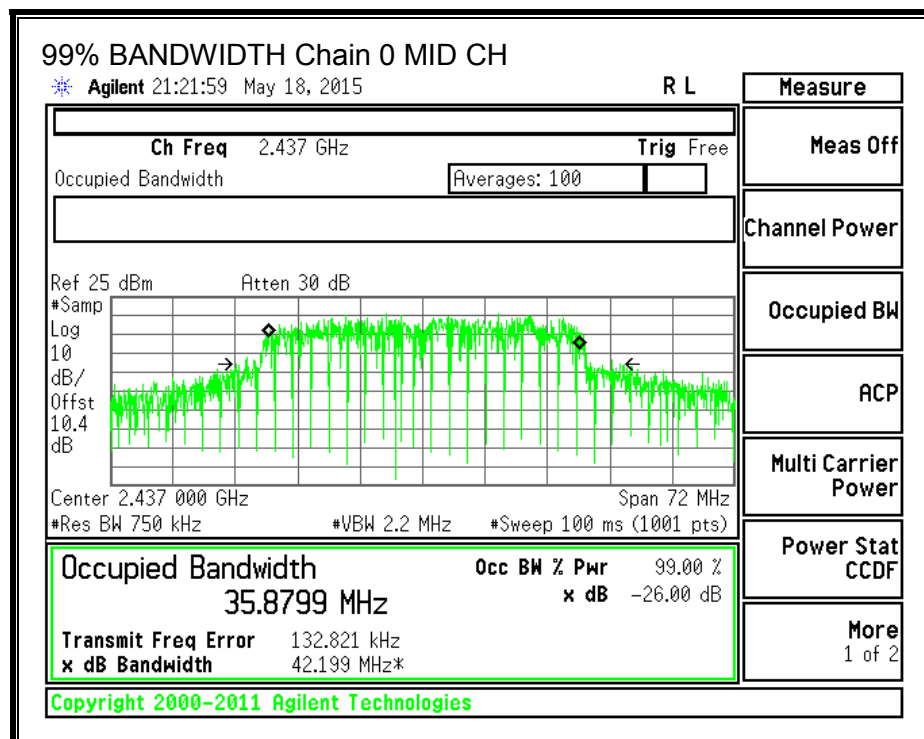 99% BANDWIDTH Chain 0 MID CH
Agilent 21:21:59 May 18, 2015 R L
Measure
Ch Freq 2.437 GHz Trig Free
Meas Off
Occupied Bandwidth Averages: 100
Channel Power
Ref 25 dBm Atten 30 dB
#Samp
Log
10
dB/
Offst
10.4
dB
Occupied BW
ACP
Multi Carrier
Power
Center 2.437 000 GHz Span 72 MHz
#Res BW 750 kHz #VBW 2.2 MHz #Sweep 100 ms (1001 pts)
Power Stat
CCDF
Occupied Bandwidth Occ BW % Pwr 99.00 %
35.8799 MHz x dB -26.00 dB
Transmit Freq Error 132.821 kHz
x dB Bandwidth 42.199 MHz*
More
1 of 2
Copyright 2000-2011 Agilent Technologies